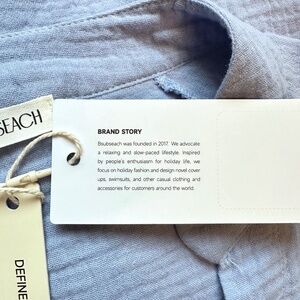 SEACH
BRAND STORY
Bsubseach was founded in 2017. We advocate
a relaxing and slow-paced lifestyle. Inspired
by people's enthusiasm for holiday life, we
focus on holiday fashion and design novel cover
ups, swimsuits, and other casual clothing and
accessories for customers around the world.
DEFINE